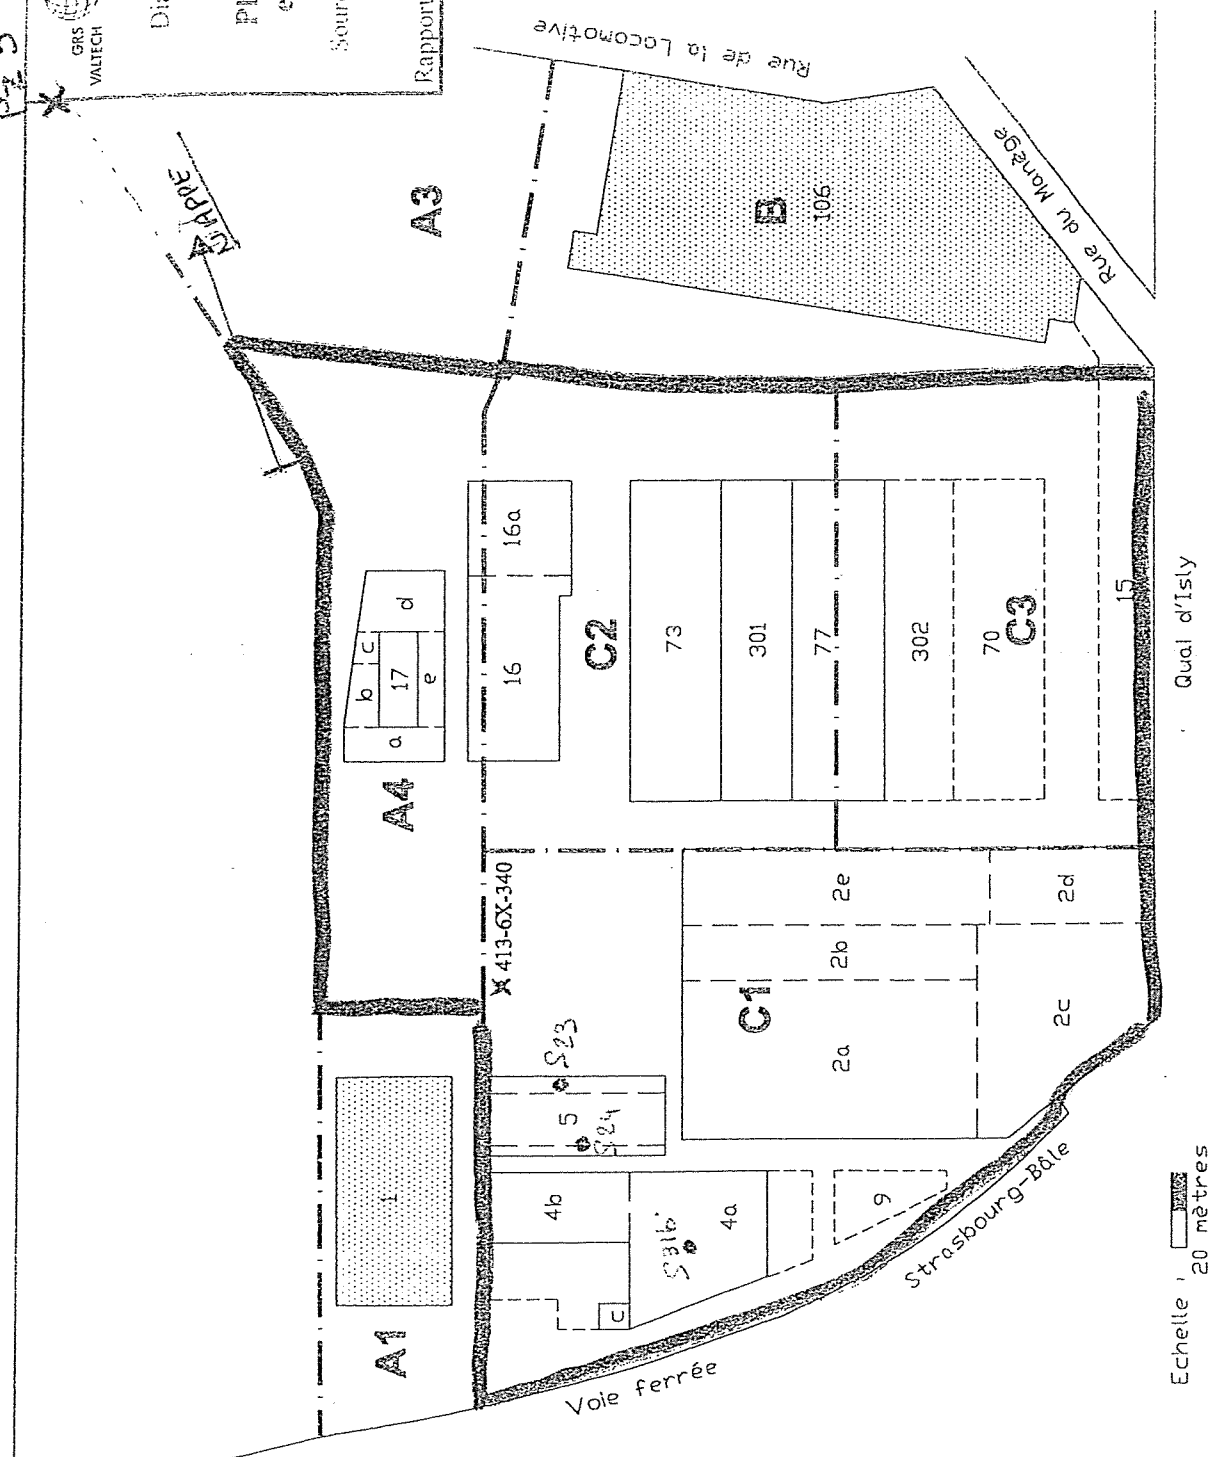 GRS
VALTECH
Rapport
NAPPE
Rue de la Locomotive
Rue du Manège
A3
B
106
16a
16
C2
73
301
77
302
70
C3
15
Quai d'Isly
a
b
c
17
d
e
A4
413-6X-340
2e
2d
2b
2a
2c
C1
S23
5
S24
1
A1
4b
4a
S31b
c
9
Voie ferrée
Strasbourg-Bâle
Echelle
20 mètres